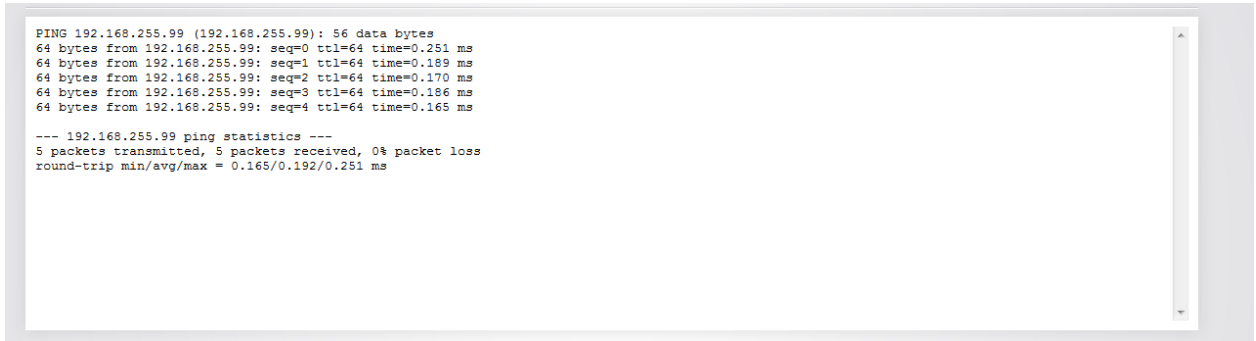 PING 192.168.255.99 (192.168.255.99): 56 data bytes
64 bytes from 192.168.255.99: seq=0 ttl=64 time=0.251 ms
64 bytes from 192.168.255.99: seq=1 ttl=64 time=0.189 ms
64 bytes from 192.168.255.99: seq=2 ttl=64 time=0.170 ms
64 bytes from 192.168.255.99: seq=3 ttl=64 time=0.186 ms
64 bytes from 192.168.255.99: seq=4 ttl=64 time=0.165 ms
--- 192.168.255.99 ping statistics ---
5 packets transmitted, 5 packets received, 0% packet loss
round-trip min/avg/max = 0.165/0.192/0.251 ms